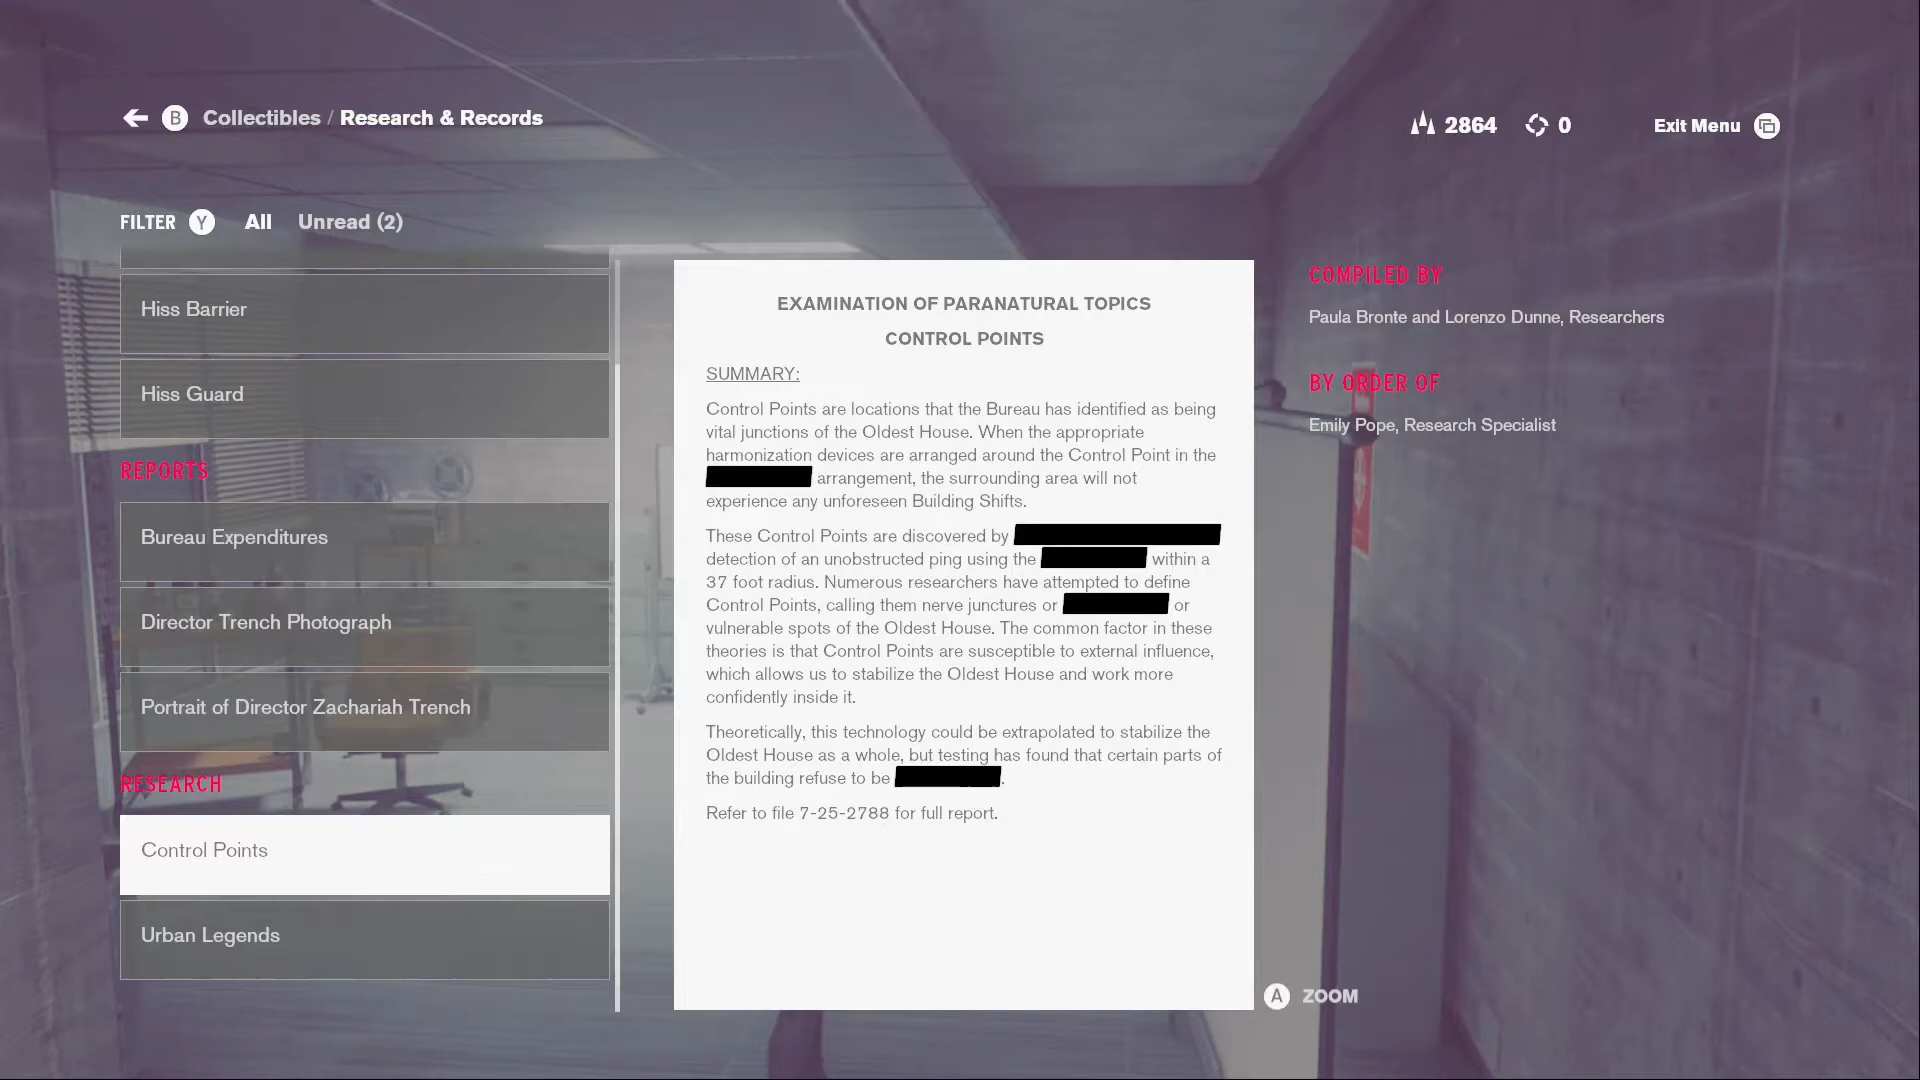 B Collectibles / Research & Records
2864 0 Exit Menu
FILTER Y All Unread (2)
Hiss Barrier
Hiss Guard
REPORTS
Bureau Expenditures
Director Trench Photograph
Portrait of Director Zachariah Trench
RESEARCH
Control Points
Urban Legends
EXAMINATION OF PARANATURAL TOPICS
CONTROL POINTS
SUMMARY:
Control Points are locations that the Bureau has identified as being
vital junctions of the Oldest House. When the appropriate
harmonization devices are arranged around the Control Point in the
arrangement, the surrounding area will not
experience any unforeseen Building Shifts.
These Control Points are discovered by
detection of an unobstructed ping using the within a
37 foot radius. Numerous researchers have attempted to define
Control Points, calling them nerve junctures or or
vulnerable spots of the Oldest House. The common factor in these
theories is that Control Points are susceptible to external influence,
which allows us to stabilize the Oldest House and work more
confidently inside it.
Theoretically, this technology could be extrapolated to stabilize the
Oldest House as a whole, but testing has found that certain parts of
the building refuse to be .
Refer to file 7-25-2788 for full report.
COMPILED BY
Paula Bronte and Lorenzo Dunne, Researchers
BY ORDER OF
Emily Pope, Research Specialist
A ZOOM